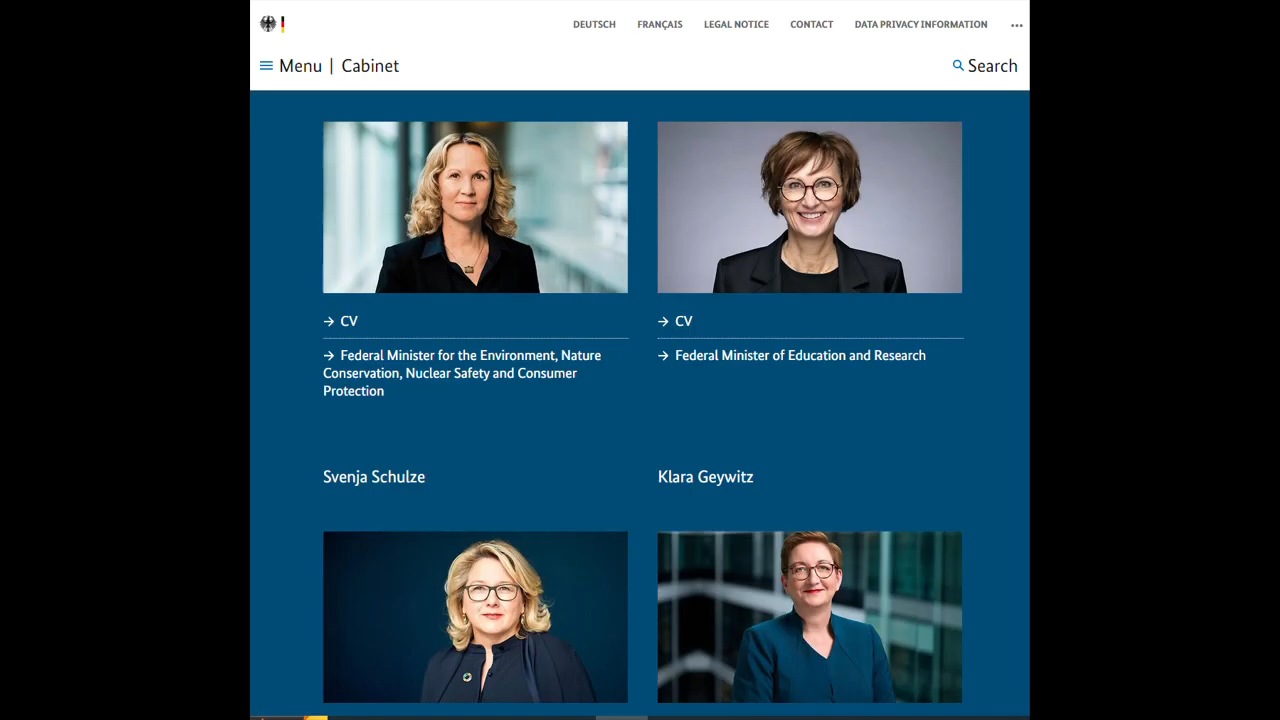 DEUTSCH FRANÇAIS LEGAL NOTICE CONTACT DATA PRIVACY INFORMATION ...
Menu | Cabinet
Search
→ CV
→ Federal Minister for the Environment, Nature
Conservation, Nuclear Safety and Consumer
Protection
→ CV
→ Federal Minister of Education and Research
Svenja Schulze
Klara Geywitz